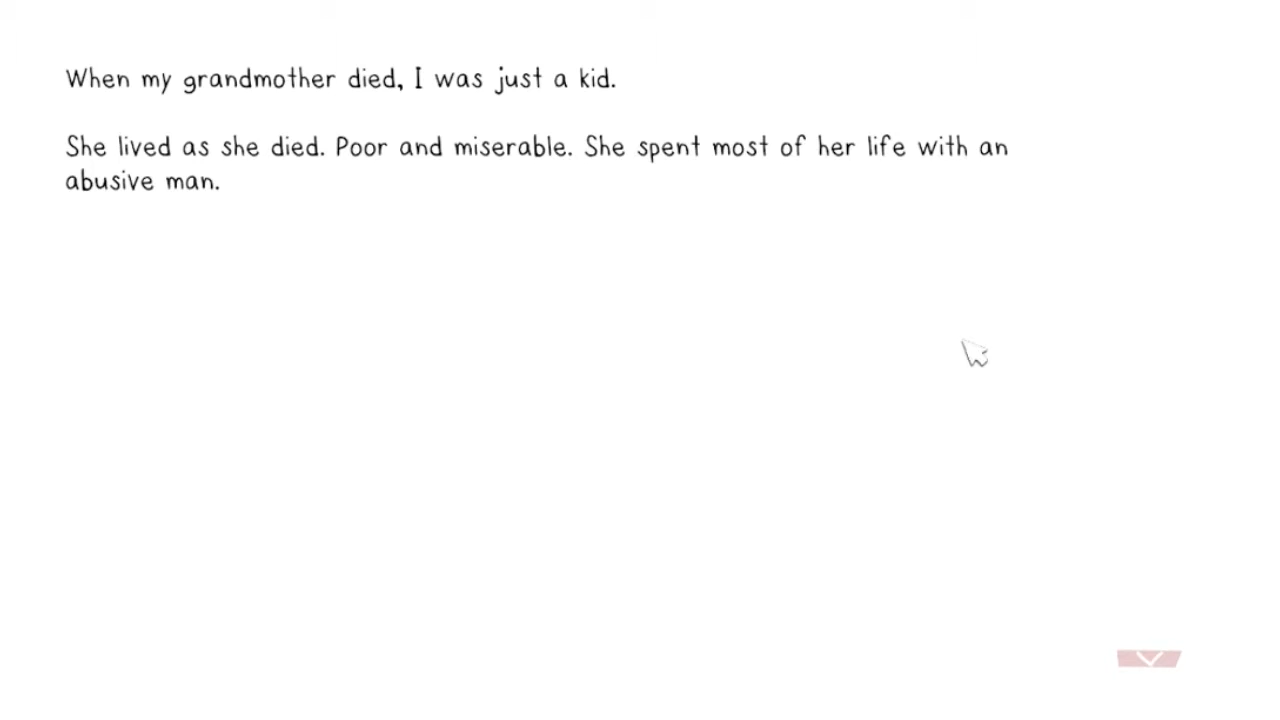 When my grandmother died, I was just a kid.
She lived as she died. Poor and miserable. She spent most of her life with an
abusive man.